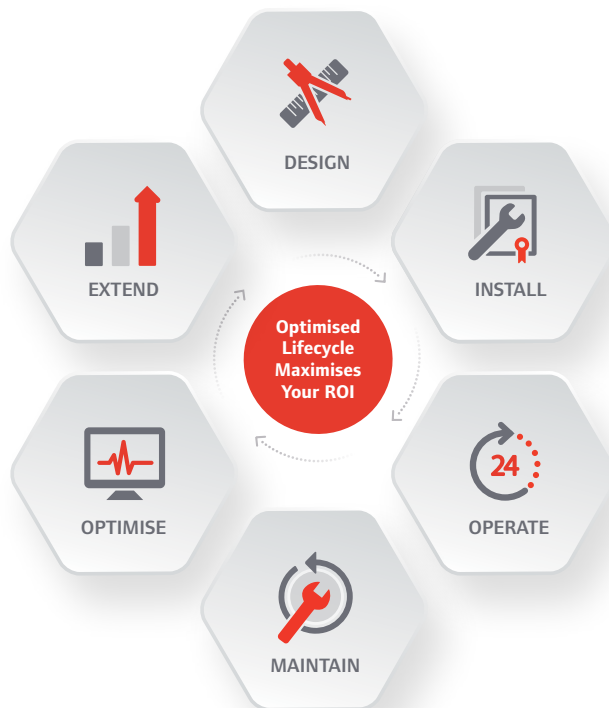 DESIGN
INSTALL
EXTEND
Optimised
Lifecycle
Maximises
Your ROI
24
OPERATE
OPTIMISE
MAINTAIN